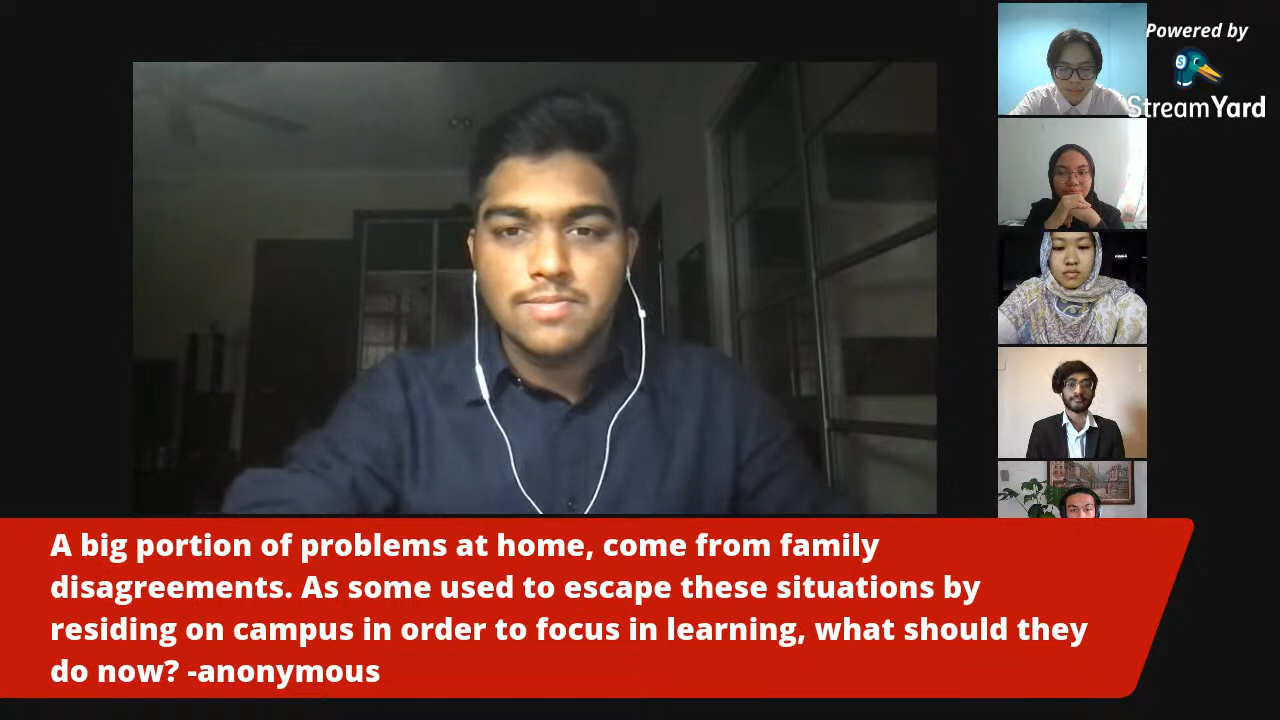 Powered by
StreamYard
A big portion of problems at home, come from family
disagreements. As some used to escape these situations by
residing on campus in order to focus in learning, what should they
do now? -anonymous